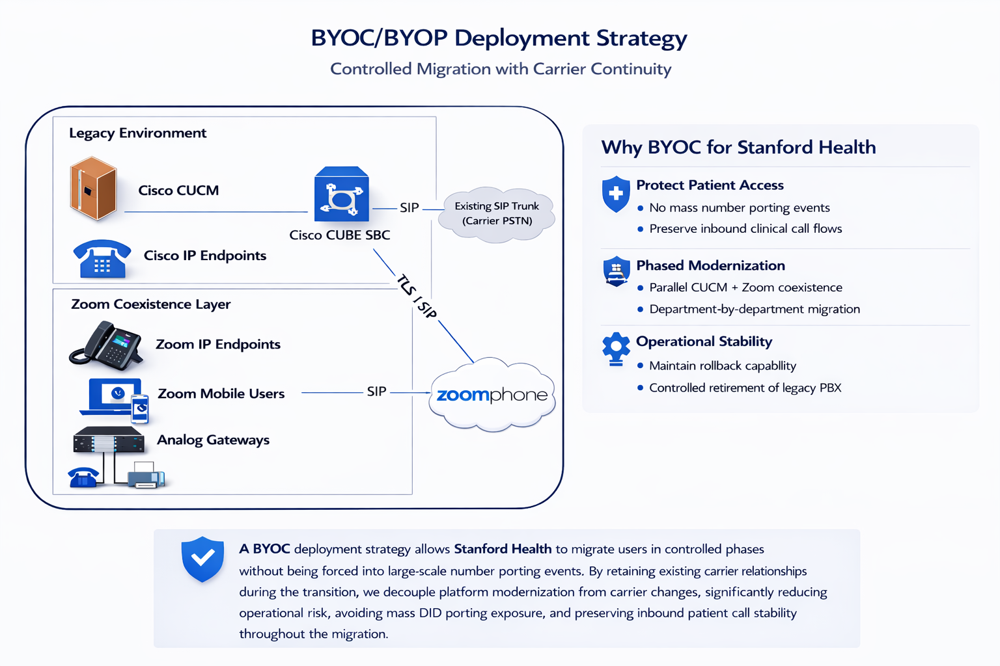 BYOC/BYOP Deployment Strategy
Controlled Migration with Carrier Continuity
Legacy Environment
Cisco CUCM
Cisco CUBE SBC
SIP
Existing SIP Trunk
(Carrier PSTN)
Cisco IP Endpoints
TLS / SIP
Zoom Coexistence Layer
Zoom IP Endpoints
Zoom Mobile Users
SIP
zoomphone
Analog Gateways
Why BYOC for Stanford Health
Protect Patient Access
• No mass number porting events
• Preserve inbound clinical call flows
Phased Modernization
• Parallel CUCM + Zoom coexistence
• Department-by-department migration
Operational Stability
• Maintain rollback capability
• Controlled retirement of legacy PBX
A BYOC deployment strategy allows Stanford Health to migrate users in controlled phases
without being forced into large-scale number porting events. By retaining existing carrier relationships
during the transition, we decouple platform modernization from carrier changes, significantly reducing
operational risk, avoiding mass DID porting exposure, and preserving inbound patient call stability
throughout the migration.